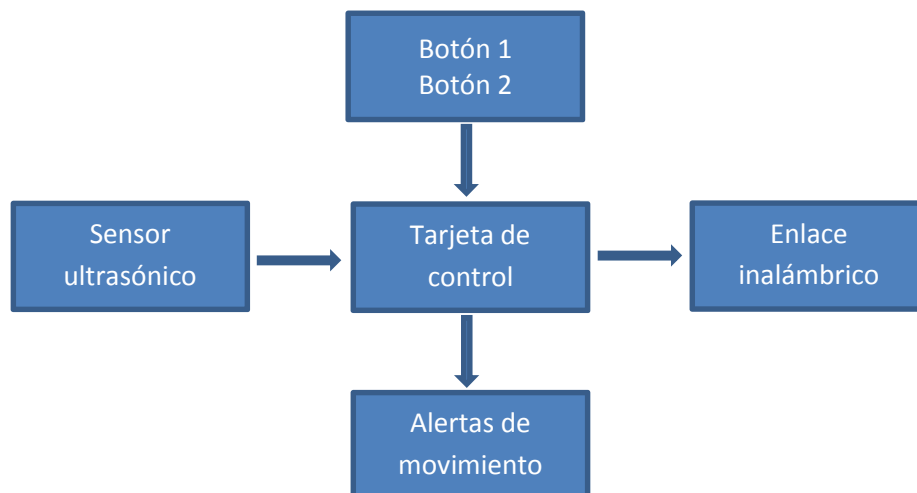 Botón 1
Botón 2
Sensor
ultrasónico
Tarjeta de
control
Enlace
inalámbrico
Alertas de
movimiento